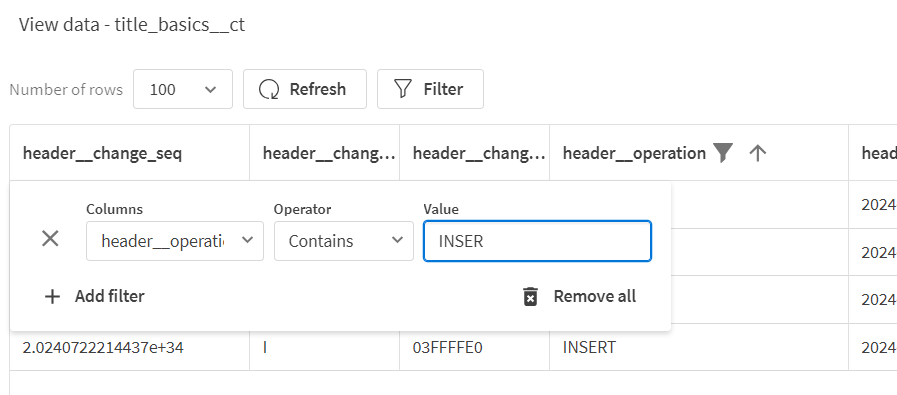 View data - title_basics__ct
Number of rows 100 Refresh Filter
header__change_seq header__chang... header__chang... header__operation head
Columns Operator Value
header__operati Contains INSER
2024
2024
Add filter Remove all
2024
2.0240722214437e+34 I 03FFFFE0 INSERT 2024